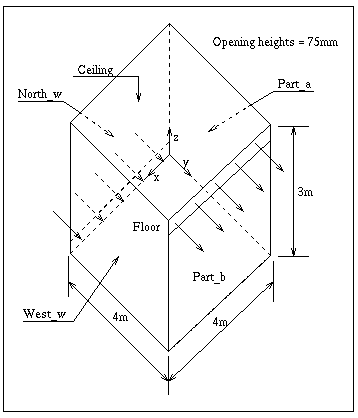 Opening heights = 75mm
Ceiling
North_w
Part_a
z
y
x
3m
Floor
Part_b
West_w
4m
4m